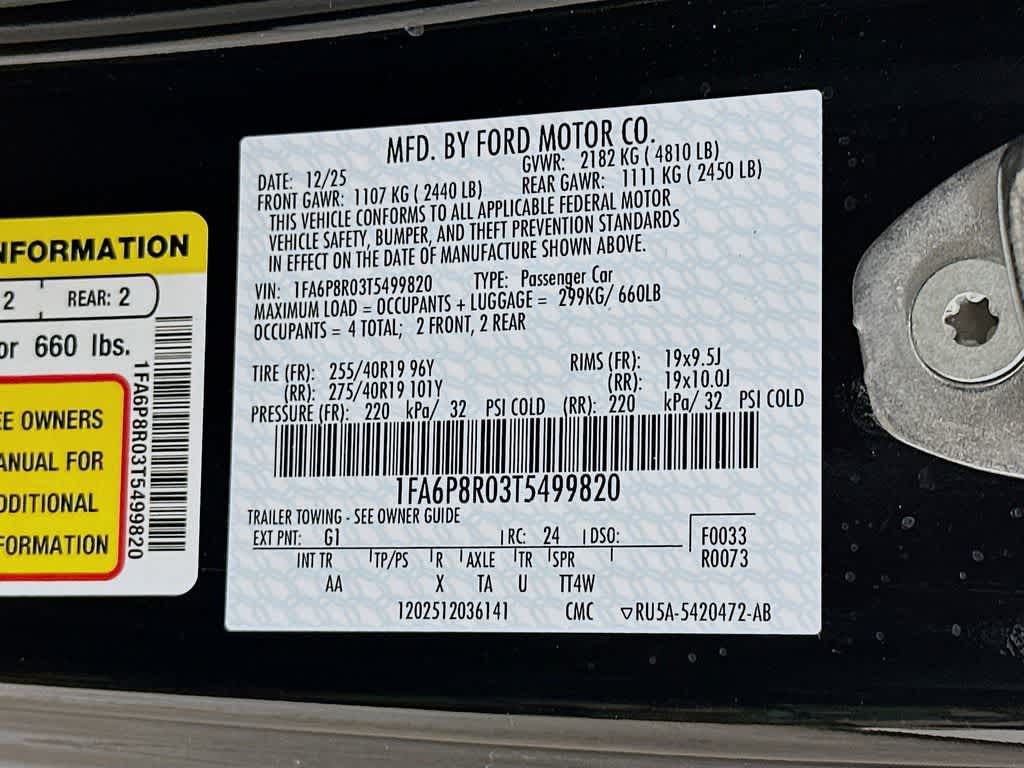 MFD. BY FORD MOTOR CO.
DATE: 12/25 GVWR: 2182 KG ( 4810 LB)
FRONT GAWR: 1107 KG ( 2440 LB) REAR GAWR: 1111 KG ( 2450 LB)
THIS VEHICLE CONFORMS TO ALL APPLICABLE FEDERAL MOTOR
VEHICLE SAFETY, BUMPER, AND THEFT PREVENTION STANDARDS
IN EFFECT ON THE DATE OF MANUFACTURE SHOWN ABOVE.
VIN: 1FA6P8R03T5499820 TYPE: Passenger Car
MAXIMUM LOAD = OCCUPANTS + LUGGAGE = 299KG/ 660LB
OCCUPANTS = 4 TOTAL; 2 FRONT, 2 REAR
TIRE (FR): 255/40R19 96Y RIMS (FR): 19x9.5J
(RR): 275/40R19 101Y (RR): 19x10.0J
PRESSURE (FR): 220 kPa/ 32 PSI COLD (RR): 220 kPa/ 32 PSI COLD
1FA6P8R03T5499820
TRAILER TOWING - SEE OWNER GUIDE
EXT PNT: G1 RC: 24 DSO: F0033
INT TR TP/PS R AXLE TR SPR R0073
AA X TA U TT4W
1202512036141 CMC ▽RU5A-5420472-AB
NFORMATION
2 REAR: 2
or 660 lbs.
EE OWNERS
ANUAL FOR
DDITIONAL
FORMATION
1FA6P8R03T5499820